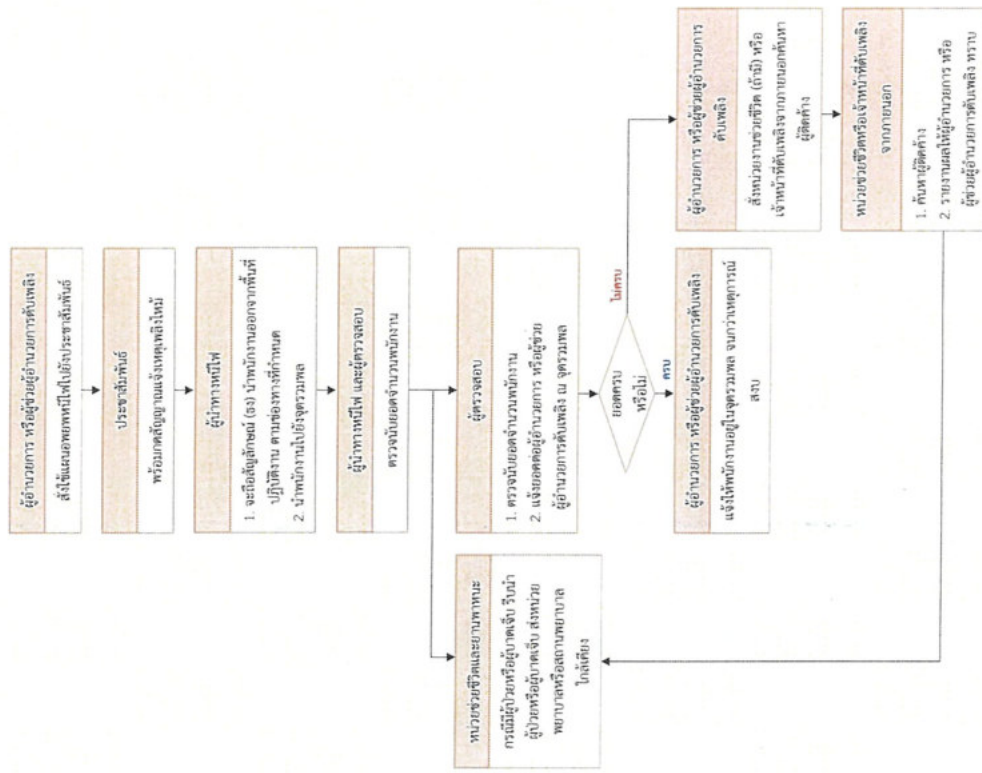 ผู้อำนวยการ หรือผู้ช่วยผู้อำนวยการดับเพลิง
สั่งใช้แผนอพยพหนีไฟไปยังประชาสัมพันธ์
ประชาสัมพันธ์
พร้อมกดสัญญาณแจ้งเหตุเพลิงไหม้
ผู้นำทางหนีไฟ
1. จะถือสัญลักษณ์ (ธง) นำพนักงานออกจากพื้นที่
ปฏิบัติงาน ตามช่องทางที่กำหนด
2. นำพนักงานไปยังจุดรวมพล
ผู้นำทางหนีไฟ และผู้ตรวจสอบ
ตรวจนับยอดจำนวนพนักงาน
หน่วยช่วยชีวิตและยานพาหนะ
กรณีมีผู้ป่วยหรือผู้บาดเจ็บ รีบนำ
ผู้ป่วยหรือผู้บาดเจ็บ ส่งหน่วย
พยาบาลหรือสถานพยาบาล
ใกล้เคียง
ผู้ตรวจสอบ
1. ตรวจนับยอดจำนวนพนักงาน
2. แจ้งยอดต่อผู้อำนวยการ หรือผู้ช่วย
ผู้อำนวยการดับเพลิง ณ จุดรวมพล
ยอดครบ
หรือไม่
ครบ
ไม่ครบ
ผู้อำนวยการ หรือผู้ช่วยผู้อำนวยการดับเพลิง
แจ้งให้พนักงานอยู่ในจุดรวมพล จนกว่าเหตุการณ์
สงบ
ผู้อำนวยการ หรือผู้ช่วยผู้อำนวยการ
ดับเพลิง
สั่งหน่วยงานช่วยชีวิต (ถ้ามี) หรือ
เจ้าหน้าที่ดับเพลิงจากภายนอกค้นหา
ผู้ติดค้าง
หน่วยช่วยชีวิตหรือเจ้าหน้าที่ดับเพลิง
จากภายนอก
1. ค้นหาผู้ติดค้าง
2. รายงานผลให้ผู้อำนวยการ หรือ
ผู้ช่วยผู้อำนวยการดับเพลิง ทราบ